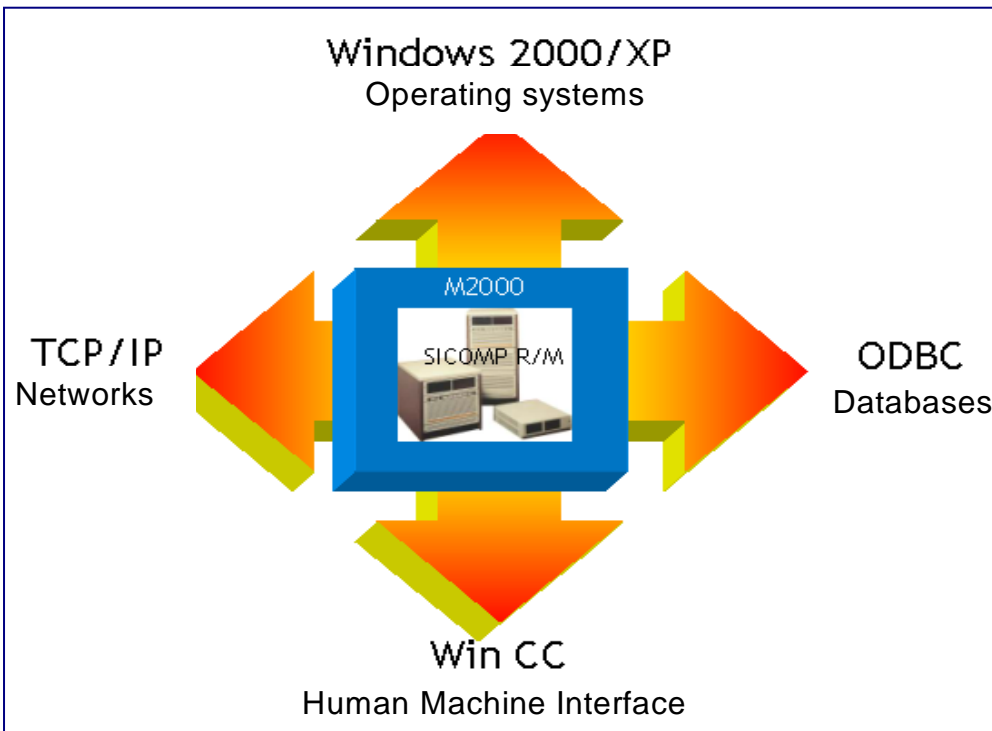 Windows 2000/XP
Operating systems
M2000
SICOMP R/M
TCP/IP
Networks
ODBC
Databases
Win CC
Human Machine Interface